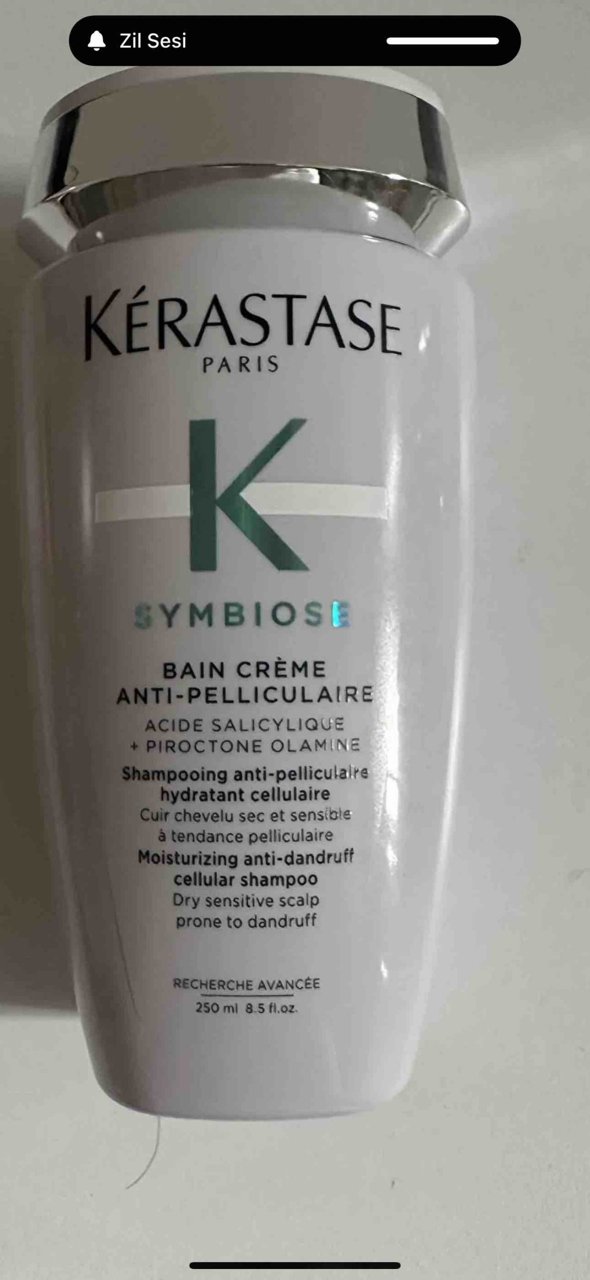 Zil Sesi
KÉRASTASE
PARIS
K
SYMBIOSE
BAIN CRÈME
ANTI-PELLICULAIRE
ACIDE SALICYLIQUE
+ PIROCTONE OLAMINE
Shampooing anti-pelliculaire
hydratant cellulaire
Cuir chevelu sec et sensible
à tendance pelliculaire
Moisturizing anti-dandruff
cellular shampoo
Dry sensitive scalp
prone to dandruff
RECHERCHE AVANCÉE
250 ml 8.5 fl.oz.